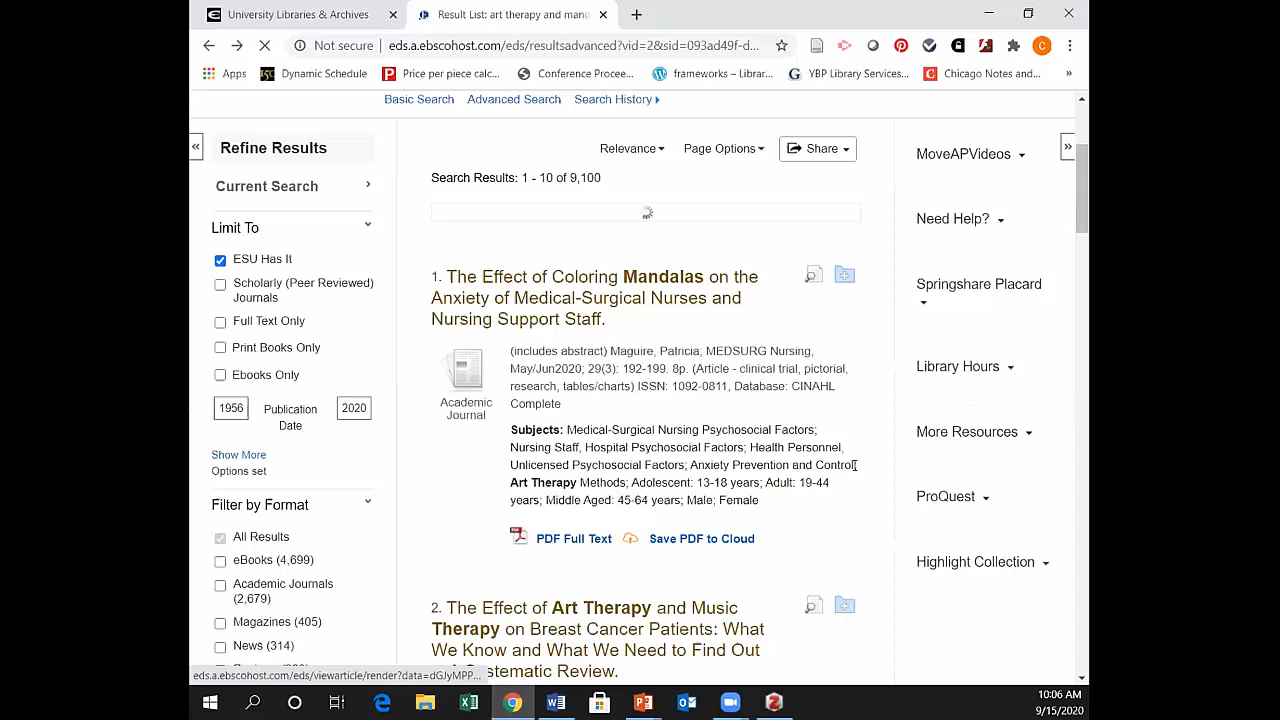 University Libraries & Archives
Result List: art therapy and mand
Not secure
eds.a.ebscohost.com/eds/resultsadvanced?vid=2&sid=093ad49f-d...
Apps
Dynamic Schedule
Price per piece calc...
Conference Procee...
frameworks – Librar...
YBP Library Services...
Chicago Notes and...
»
Basic Search
Advanced Search
Search History
Refine Results
Current Search
Limit To
ESU Has It
Scholarly (Peer Reviewed)
Journals
Full Text Only
Print Books Only
Ebooks Only
1956
Publication
Date
2020
Show More
Options set
Filter by Format
All Results
eBooks (4,699)
Academic Journals
(2,679)
Magazines (405)
News (314)
Relevance
Page Options
Share
Search Results: 1 - 10 of 9,100
1. The Effect of Coloring Mandalas on the
Anxiety of Medical-Surgical Nurses and
Nursing Support Staff.
Academic
Journal
(includes abstract) Maguire, Patricia; MEDSURG Nursing,
May/Jun2020; 29(3): 192-199. 8p. (Article - clinical trial, pictorial,
research, tables/charts) ISSN: 1092-0811, Database: CINAHL
Complete
Subjects: Medical-Surgical Nursing Psychosocial Factors;
Nursing Staff, Hospital Psychosocial Factors; Health Personnel,
Unlicensed Psychosocial Factors; Anxiety Prevention and Control;
Art Therapy Methods; Adolescent: 13-18 years; Adult: 19-44
years; Middle Aged: 45-64 years; Male; Female
PDF Full Text
Save PDF to Cloud
2. The Effect of Art Therapy and Music
Therapy on Breast Cancer Patients: What
We Know and What We Need to Find Out
stematic Review.
MoveAPVideos
Need Help?
Springshare Placard
Library Hours
More Resources
ProQuest
Highlight Collection
eds.a.ebscohost.com/eds/viewarticle/render?data=dGJyMPP...
10:06 AM
9/15/2020